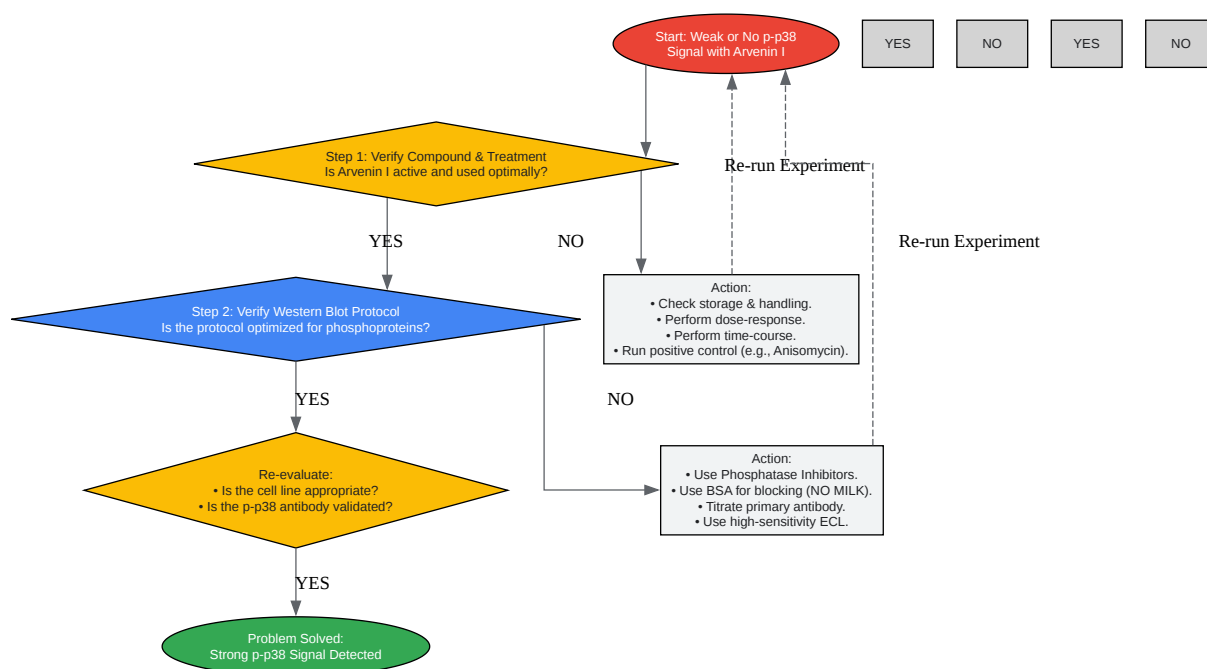 Start: Weak or No p-p38
Signal with Arvenin I
YES
NO
YES
NO
Step 1: Verify Compound & Treatment
Is Arvenin I active and used optimally?
Re-run Experiment
YES
NO
Re-run Experiment
Action:
• Check storage & handling.
• Perform dose-response.
• Perform time-course.
• Run positive control (e.g., Anisomycin).
Step 2: Verify Western Blot Protocol
Is the protocol optimized for phosphoproteins?
YES
NO
Action:
• Use Phosphatase Inhibitors.
• Use BSA for blocking (NO MILK).
• Titrate primary antibody.
• Use high-sensitivity ECL.
Re-evaluate:
• Is the cell line appropriate?
• Is the p-p38 antibody validated?
YES
Problem Solved:
Strong p-p38 Signal Detected